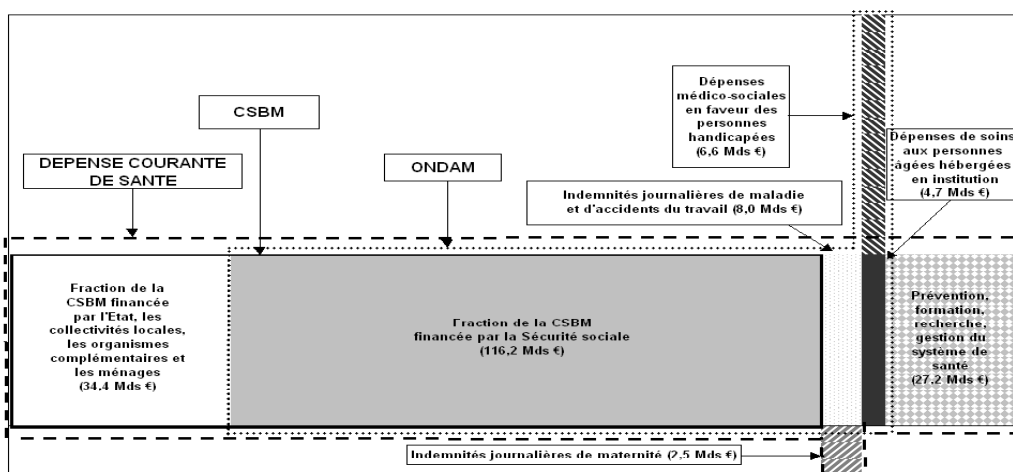 Dépenses
médico-sociales
en faveur des
personnes
handicapées
(6,6 Mds €)
CSBM
Dépenses de soins
aux personnes
âgées hébergées
en institution
(4,7 Mds €)
DEPENSE COURANTE
DE SANTE
ONDAM
Indemnités journalières de maladie
et d'accidents du travail (8,0 Mds €)
Fraction de la
CSBM financée
par l'Etat, les
collectivités locales,
les organismes
complémentaires et
les ménages
(34,4 Mds €)
Fraction de la CSBM
financée par la Sécurité sociale
(116,2 Mds €)
Prévention,
formation,
recherche,
gestion du
système de
santé
(27,2 Mds €)
Indemnités journalières de maternité (2,5 Mds €)